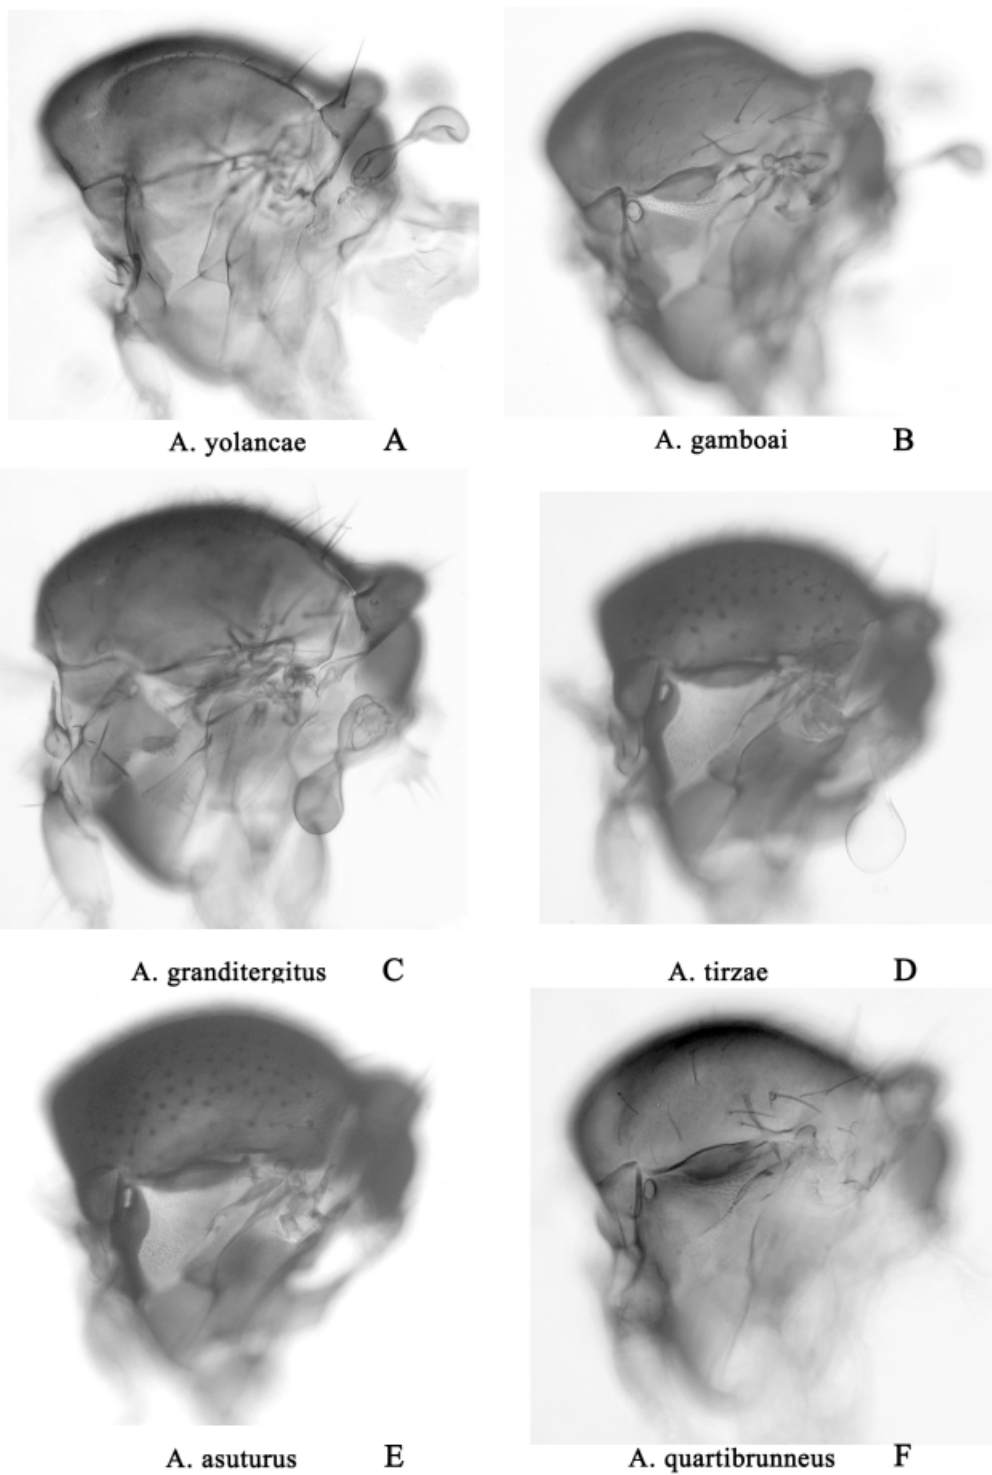 A. yolancae A
A. gamboai B
A. granditergitus C
A. tirzae D
A. asuturus E
A. quartibrunneus F